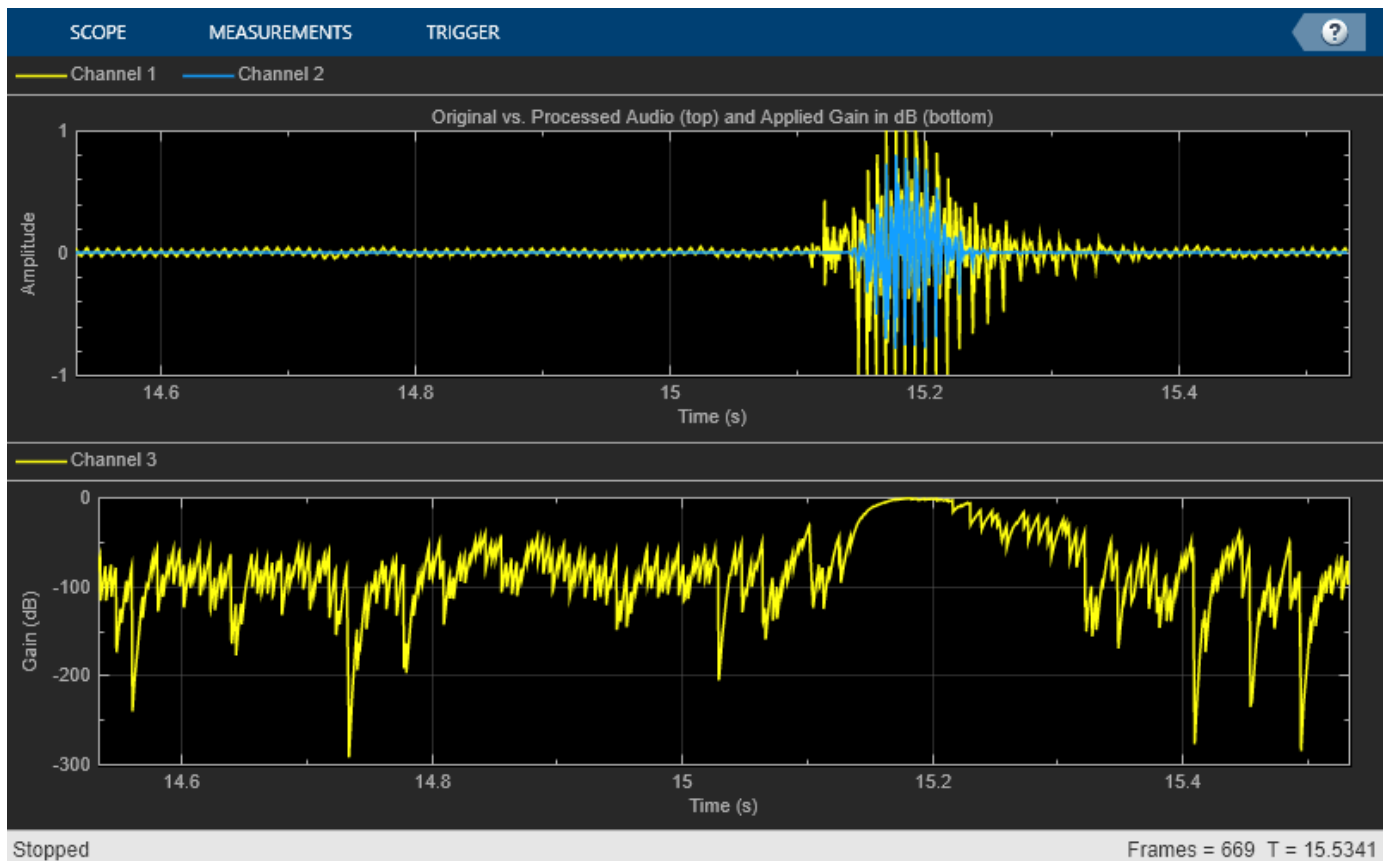 SCOPE MEASUREMENTS TRIGGER ?
Channel 1 Channel 2
Original vs. Processed Audio (top) and Applied Gain in dB (bottom)
1
0
-1
Amplitude
14.6 14.8 15 15.2 15.4
Time (s)
Channel 3
0
-100
-200
-300
Gain (dB)
14.6 14.8 15 15.2 15.4
Time (s)
Stopped Frames = 669 T = 15.5341